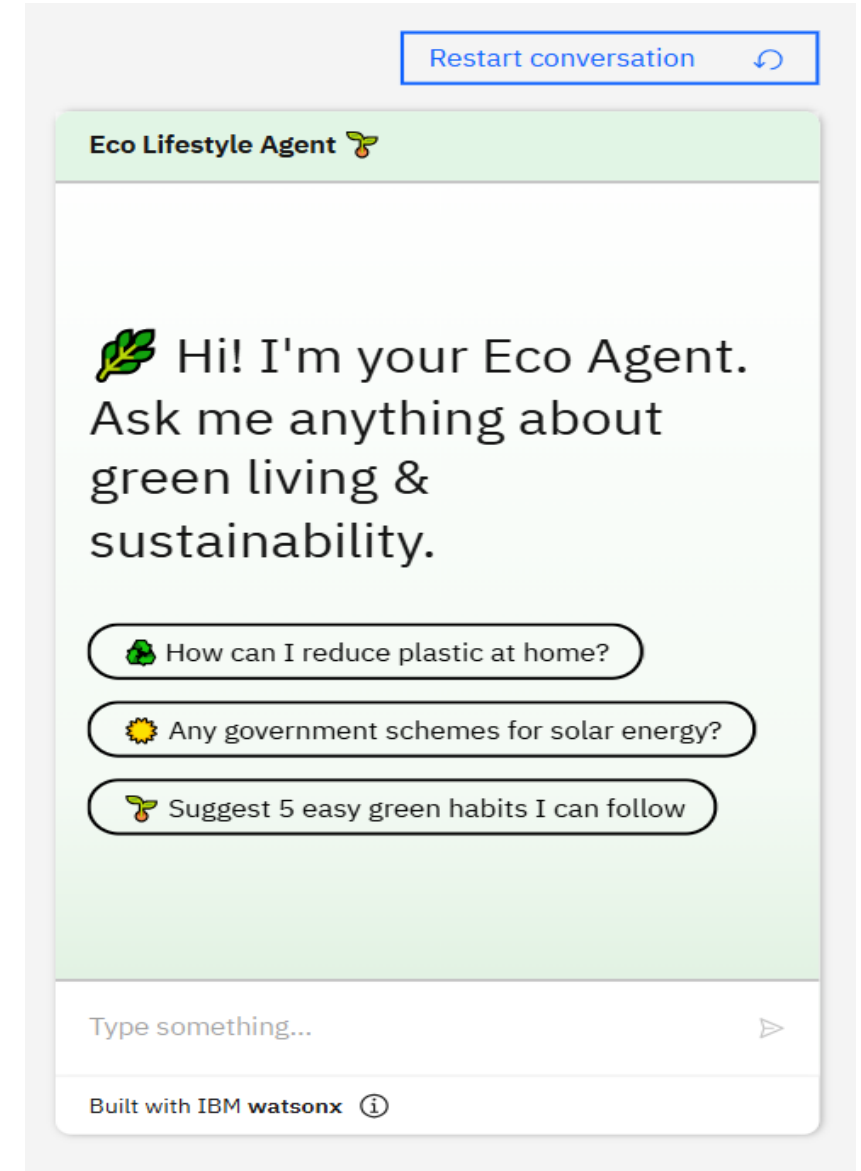 Restart conversation
Eco Lifestyle Agent 🌱
🌿 Hi! I'm your Eco Agent.
Ask me anything about
green living &
sustainability.
♻️ How can I reduce plastic at home?
☀️ Any government schemes for solar energy?
🌱 Suggest 5 easy green habits I can follow
Type something...
Built with IBM watsonx